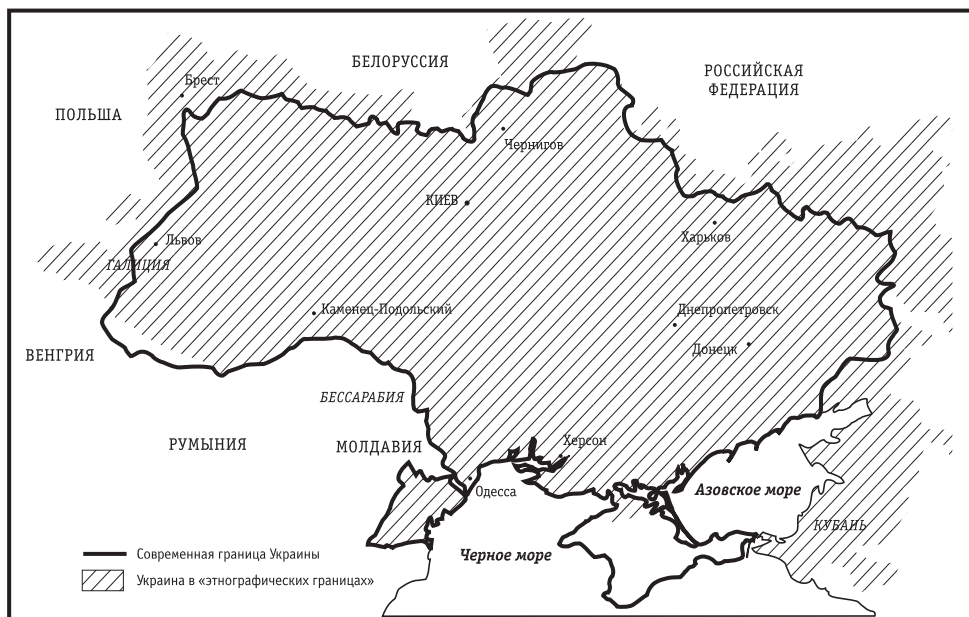 БЕЛОРУССИЯ
РОССИЙСКАЯ
ФЕДЕРАЦИЯ
Брест
ПОЛЬША
Чернигов
КИЕВ
Харьков
Львов
ГАЛИЦИЯ
Каменец-Подольский
Днепропетровск
Донецк
ВЕНГРИЯ
БЕССАРАБИЯ
РУМЫНИЯ
МОЛДАВИЯ
Херсон
Одесса
Азовское море
КУБАНЬ
Черное море
Современная граница Украины
Украина в «этнографических границах»